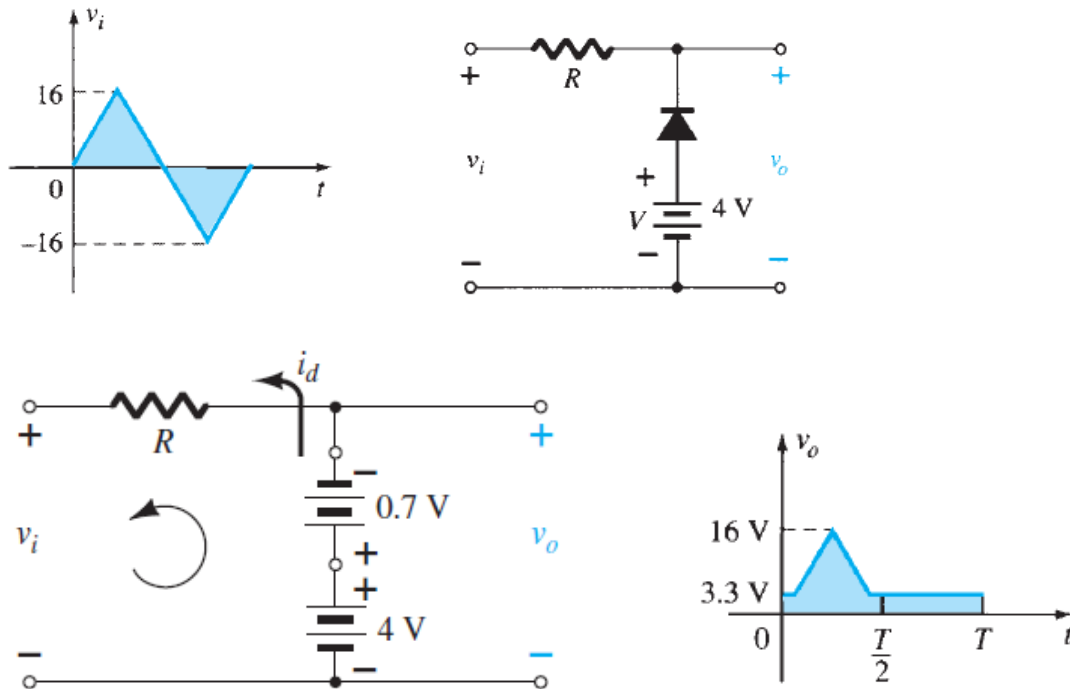 v_i
16
0
t
−16
R
+
+
v_i
+
v_o
V
4 V
−
−
−
i_d
R
+
+
−
0.7 V
v_i
+
v_o
+
4 V
−
−
−
v_o
16 V
3.3 V
0
T/2
T
t